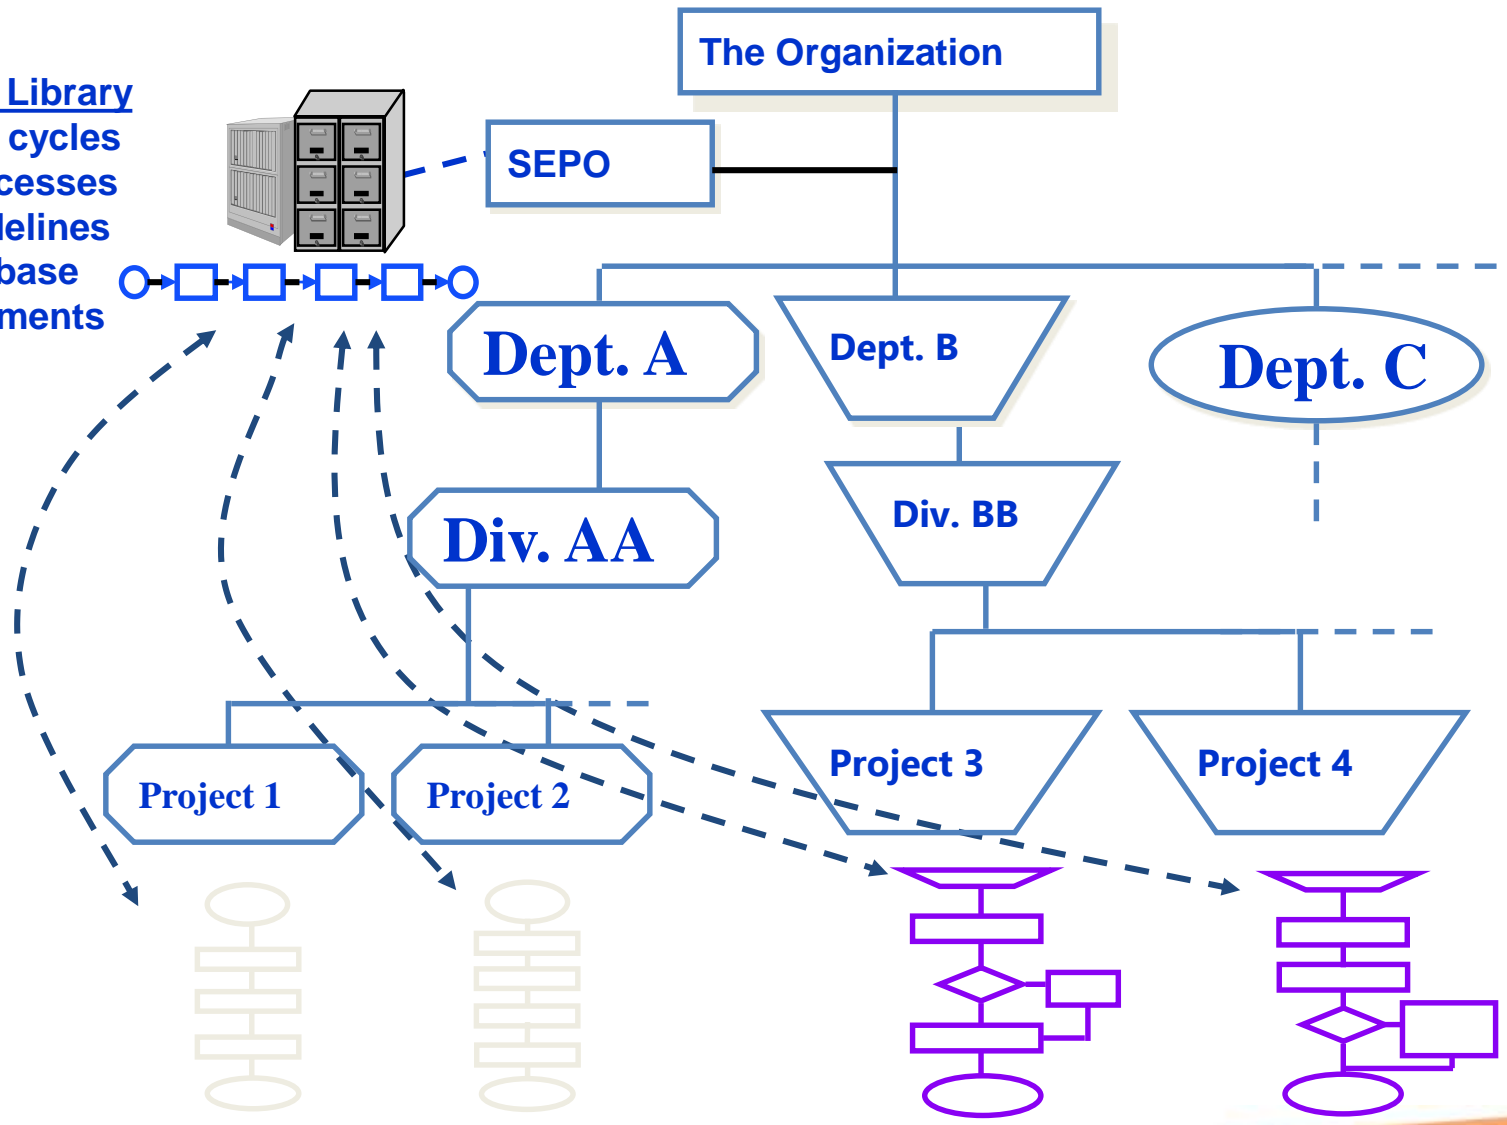 The Organization
Library
cycles
cesses
elines
base
ments
SEPO
Dept. A
Dept. B
Dept. C
Div. AA
Div. BB
Project 1
Project 2
Project 3
Project 4